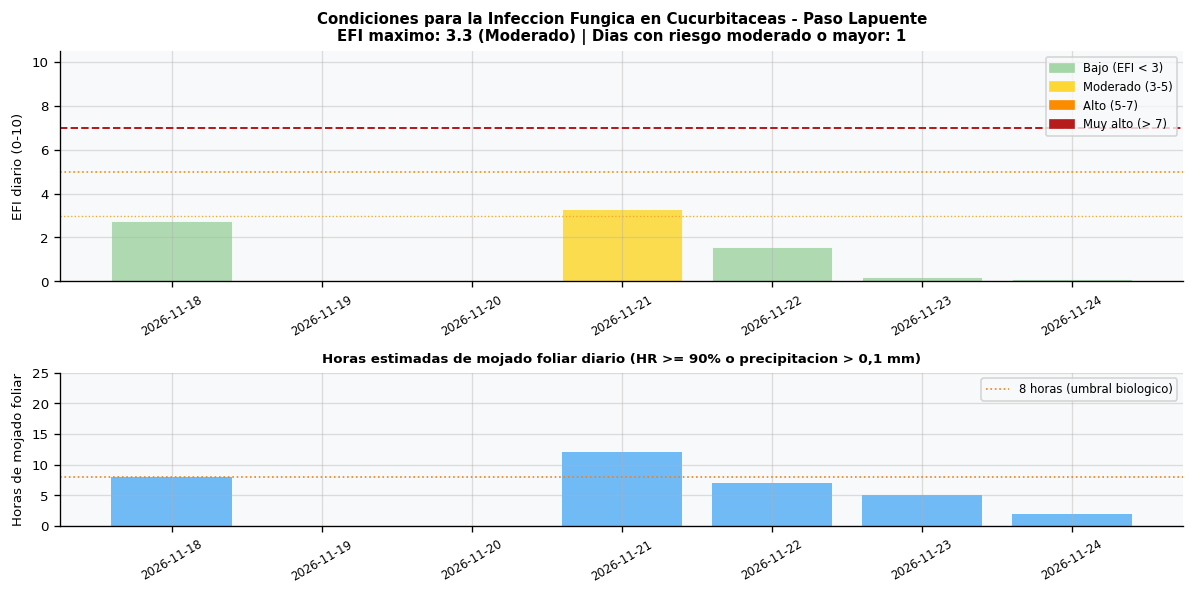 Condiciones para la Infeccion Fungica en Cucurbitaceas - Paso Lapuente
EFI maximo: 3.3 (Moderado) | Dias con riesgo moderado o mayor: 1
EFI diario (0-10)
10
8
6
4
2
0
Bajo (EFI < 3)
Moderado (3-5)
Alto (5-7)
Muy alto (> 7)
2026-11-18
2026-11-19
2026-11-20
2026-11-21
2026-11-22
2026-11-23
2026-11-24
Horas estimadas de mojado foliar diario (HR >= 90% o precipitacion > 0,1 mm)
Horas de mojado foliar
25
20
15
10
5
0
8 horas (umbral biologico)
2026-11-18
2026-11-19
2026-11-20
2026-11-21
2026-11-22
2026-11-23
2026-11-24